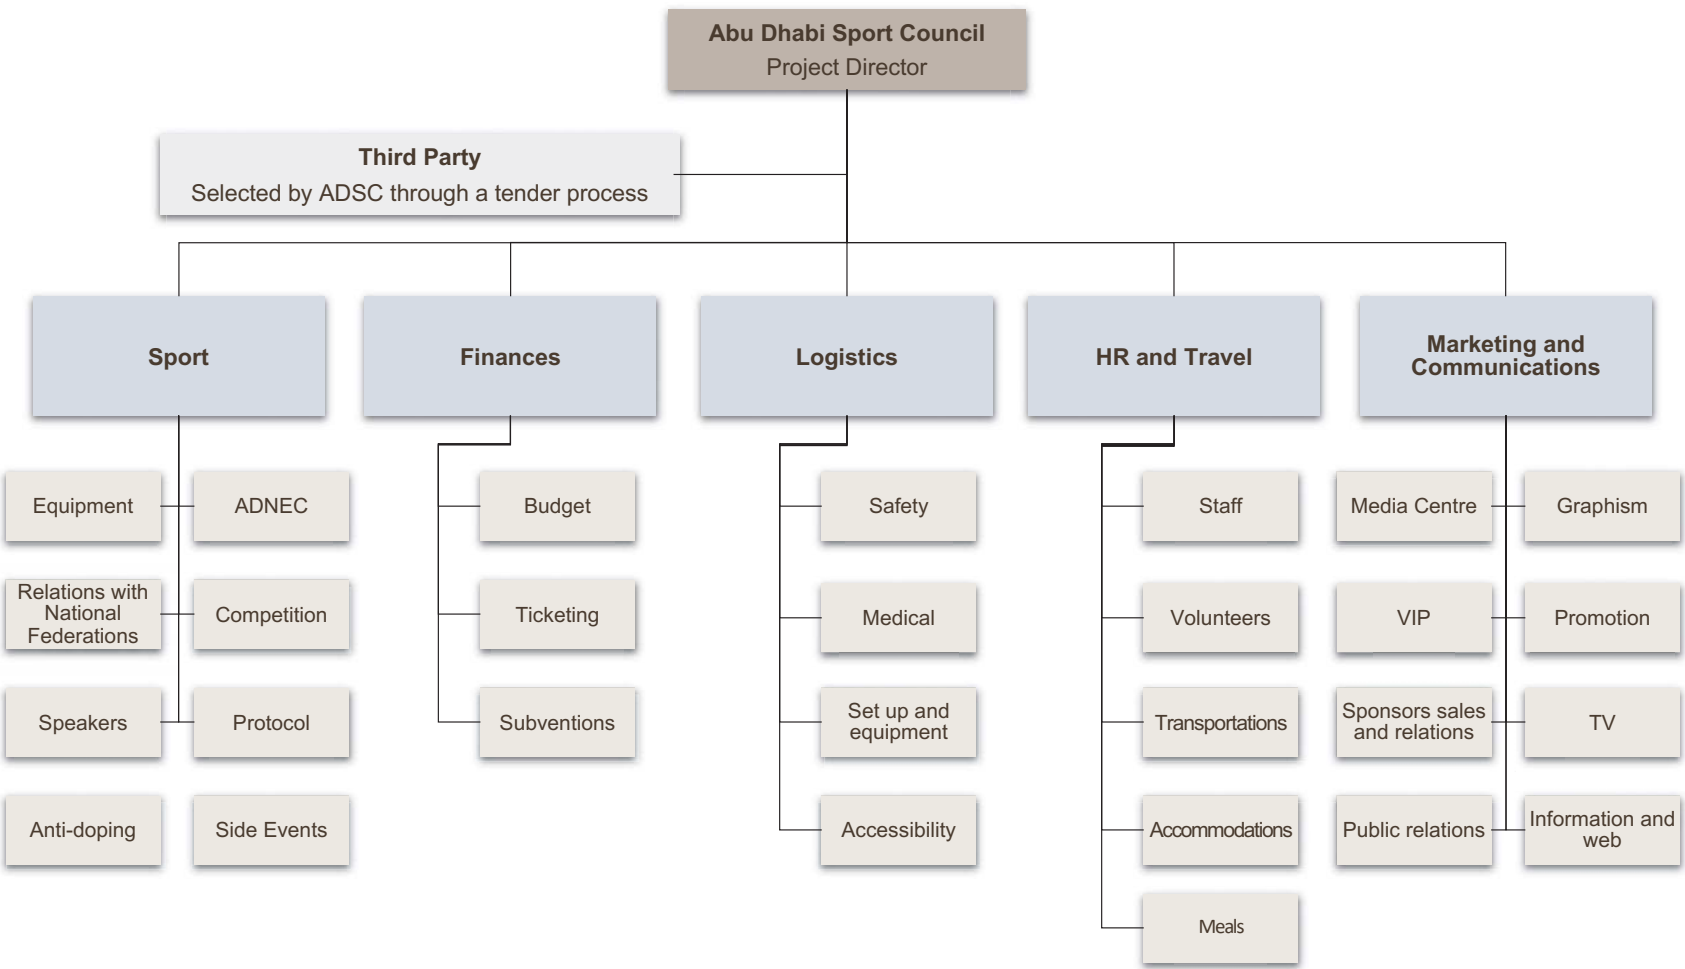 Abu Dhabi Sport Council
Project Director
Third Party
Selected by ADSC through a tender process
Sport
Finances
Logistics
HR and Travel
Marketing and
Communications
Equipment
ADNEC
Relations with
National
Federations
Competition
Speakers
Protocol
Anti-doping
Side Events
Budget
Ticketing
Subventions
Safety
Medical
Set up and
equipment
Accessibility
Staff
Volunteers
Transportations
Accommodations
Meals
Media Centre
Graphism
VIP
Promotion
Sponsors sales
and relations
TV
Public relations
Information and
web